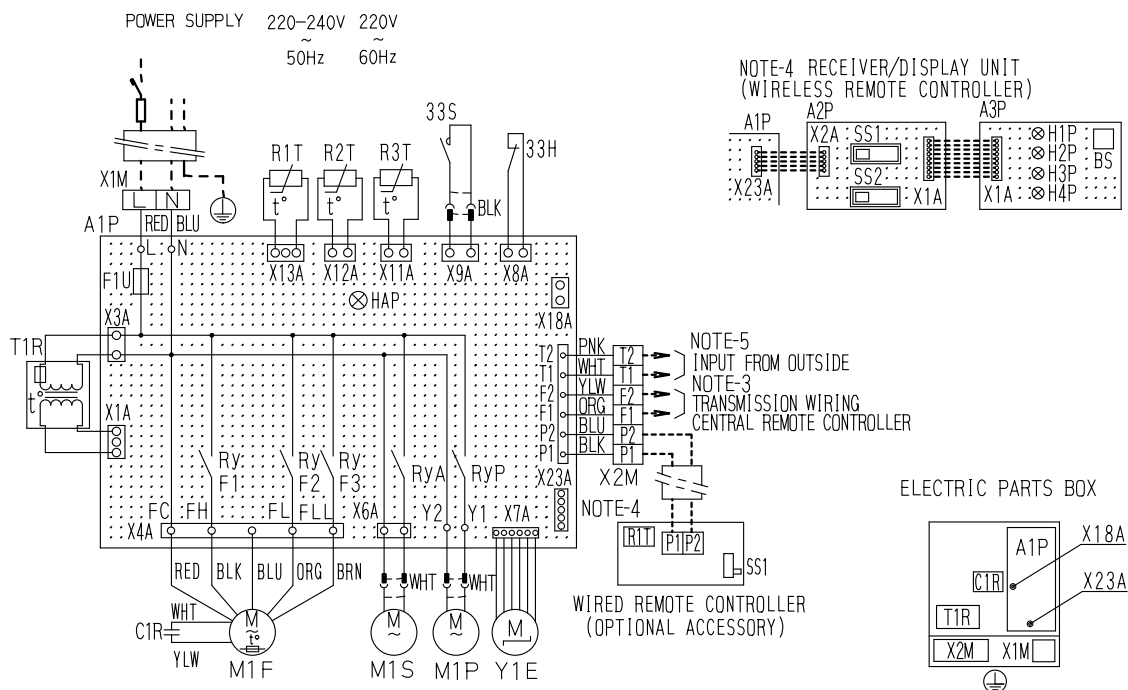 POWER SUPPLY 220-240V 220V
~ ~
50Hz 60Hz
NOTE-4 RECEIVER/DISPLAY UNIT
(WIRELESS REMOTE CONTROLLER)
A1P A2P A3P
X2A SS1 H1P
H2P BS
X23A SS2 H3P
X1A X1A H4P
33S
R1T R2T R3T 33H
t° t° t°
X1M
L N
BLK
A1P RED BLU
L N
X13A X12A X11A X9A X8A
F1U
HAP
X3A X18A
T1R
t°
X1A
T2 PNK T2 NOTE-5
INPUT FROM OUTSIDE
T1 WHT T1
NOTE-3
F2 YLW F2 TRANSMISSION WIRING
F1 ORG F1 CENTRAL REMOTE CONTROLLER
P2 BLU P2
P1 BLK P1
X23A X2M
Ry Ry Ry RyA RyP
F1 F2 F3
NOTE-4
FC FH FL FLL X6A Y2 Y1 X7A
X4A
R1T P1 P2
SS1
WIRED REMOTE CONTROLLER
(OPTIONAL ACCESSORY)
RED BLK BLU ORG BRN WHT WHT
WHT
C1R
YLW
M M M M
~ ~ ~
t°
M1F M1S M1P Y1E
ELECTRIC PARTS BOX
A1P X18A
C1R X23A
T1R
X2M X1M